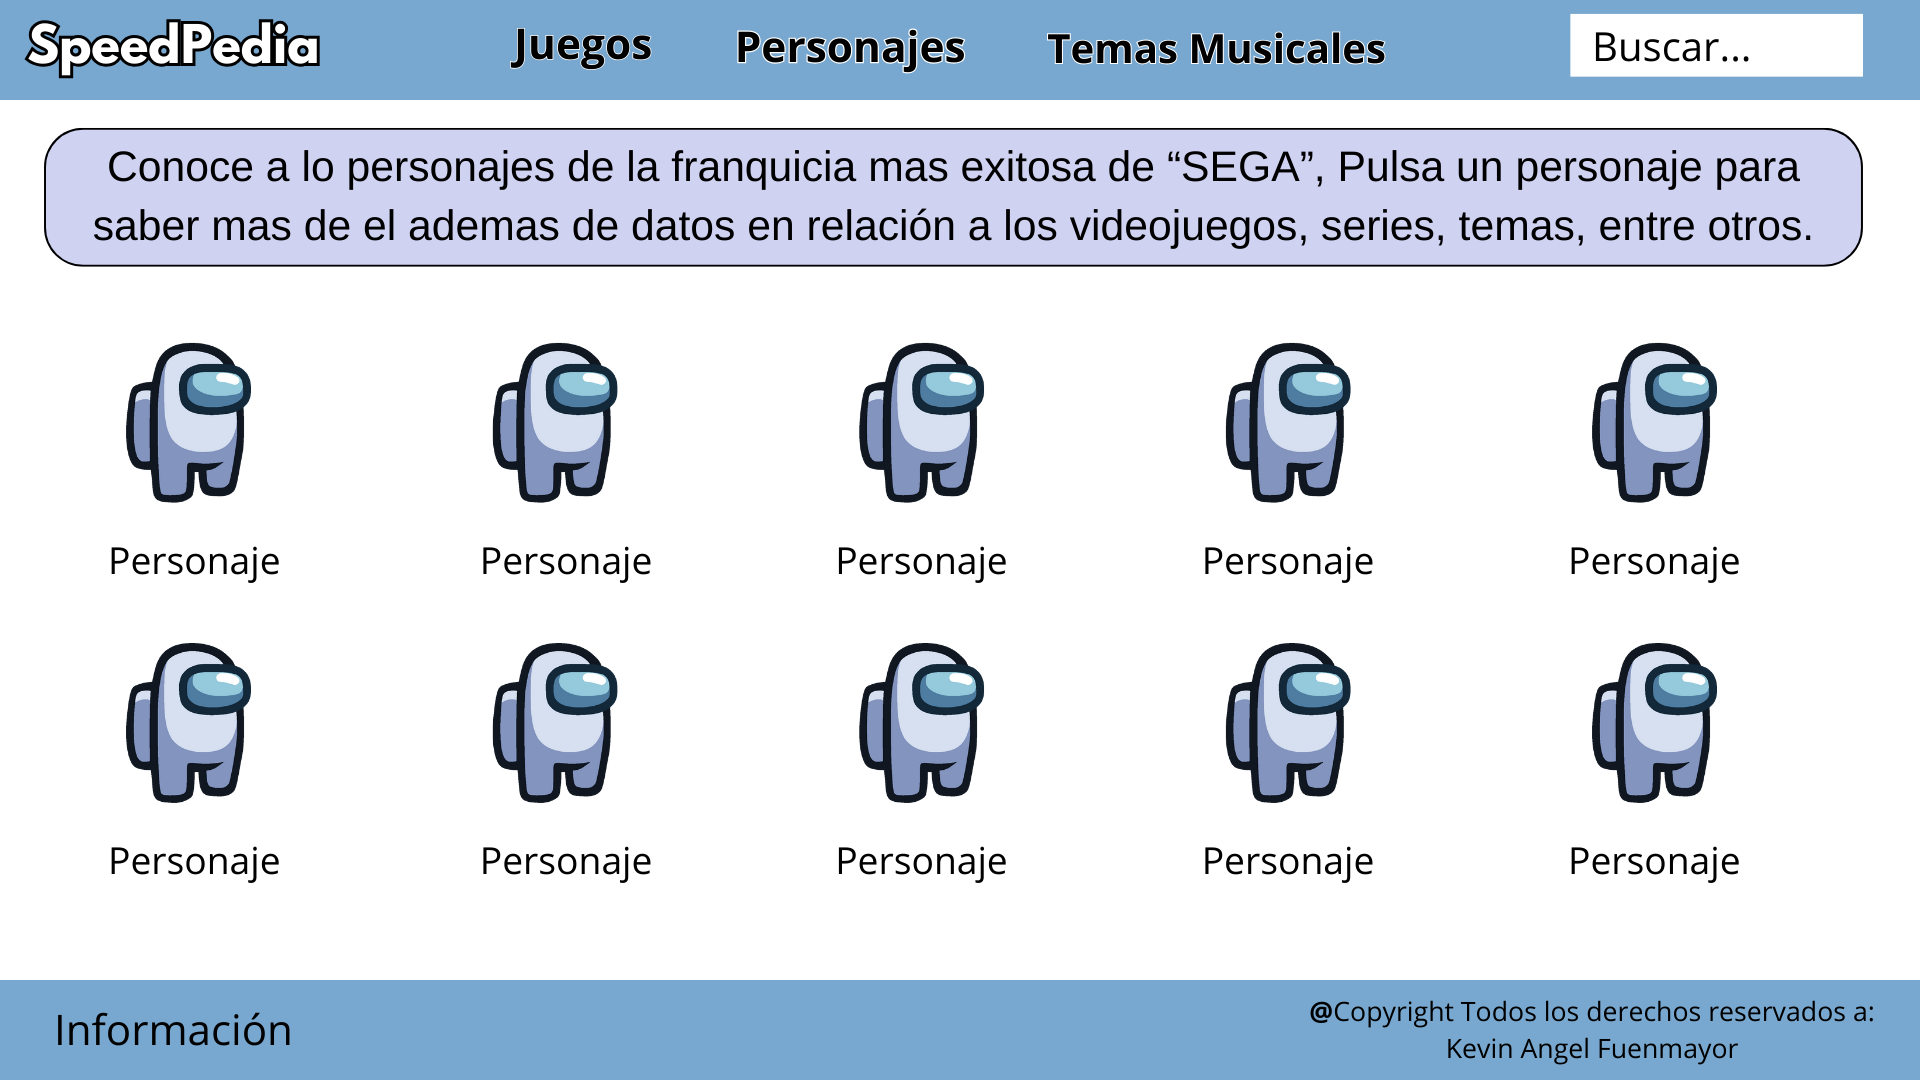 SpeedPedia
Juegos
Personajes
Temas Musicales
Buscar...
Conoce a lo personajes de la franquicia mas exitosa de “SEGA”, Pulsa un personaje para
saber mas de el ademas de datos en relación a los videojuegos, series, temas, entre otros.
Personaje
Personaje
Personaje
Personaje
Personaje
Personaje
Personaje
Personaje
Personaje
Personaje
Información
@Copyright Todos los derechos reservados a:
Kevin Angel Fuenmayor